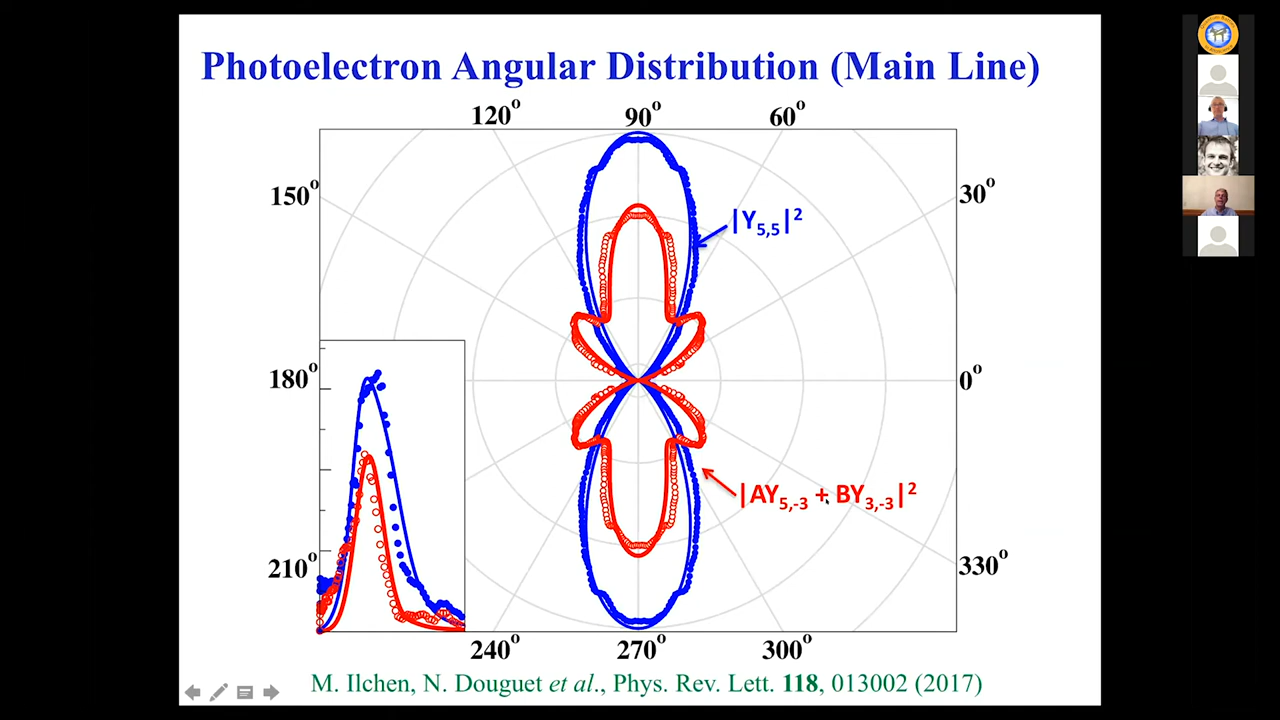 Photoelectron Angular Distribution (Main Line)
120° 90° 60°
150° 30°
|Y5,5|²
180° 0°
|AY5,-3 + BY3,-3|²
210° 330°
240° 270° 300°
M. Ilchen, N. Douguet et al., Phys. Rev. Lett. 118, 013002 (2017)